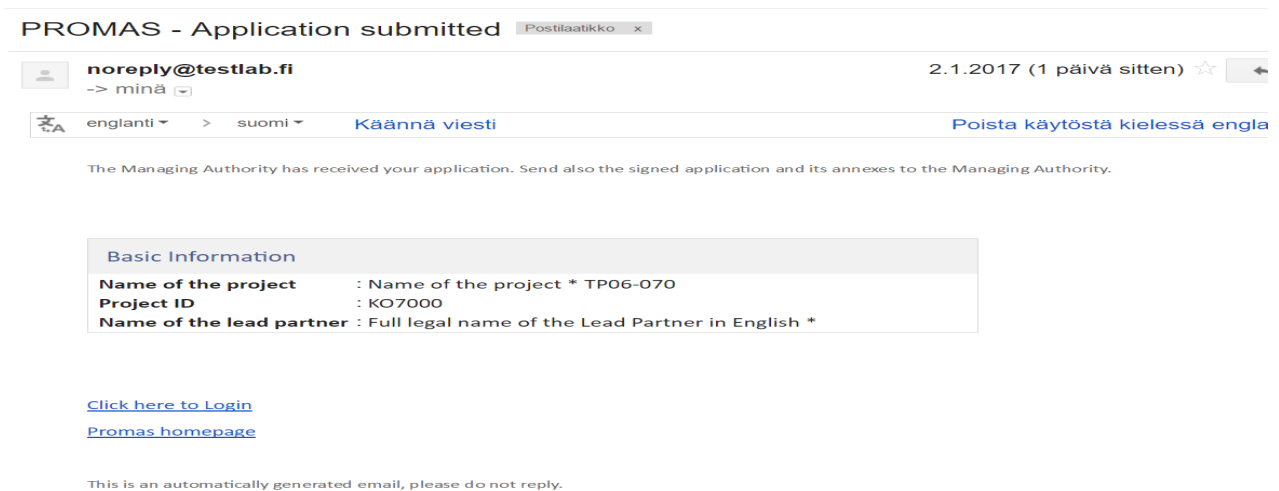 PROMAS - Application submitted Postilaatikko x
noreply@testlab.fi 2.1.2017 (1 päivä sitten)
-> minä
englanti > suomi Käännä viesti Poista käytöstä kielessä engla
The Managing Authority has received your application. Send also the signed application and its annexes to the Managing Authority.
Basic Information
Name of the project : Name of the project * TP06-070
Project ID : KO7000
Name of the lead partner : Full legal name of the Lead Partner in English *
Click here to Login
Promas homepage
This is an automatically generated email, please do not reply.